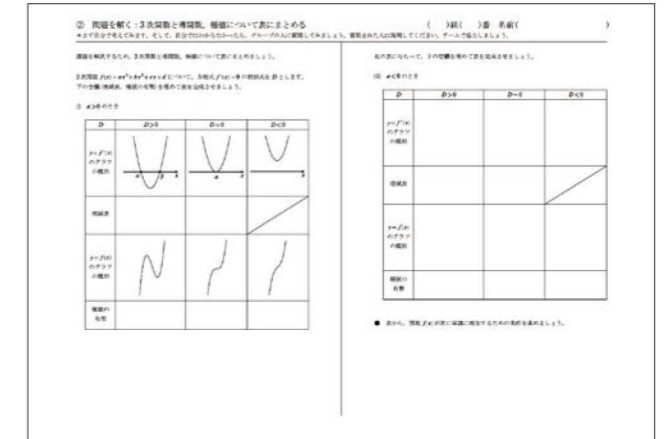 ② 問題を解く：3次関数と導関数，極値について表にまとめる （ ）組（ ）番 名前（ ）
課題を解決するため，3次関数と導関数，極値について表にまとめましょう。
3次関数 f(x)=ax³+bx²+cx+d について，方程式 f'(x)=0 の判別式を D とします。
下の空欄（増減表，極値の有無）を埋めて表を完成させましょう。
(i) a>0 のとき
D D>0 D=0 D<0
y=f'(x)
のグラフ
の概形
α β x
α x
x
増減表
y=f(x)
のグラフ
の概形
極値の
有無
左の表にならって，下の空欄を埋めて表を完成させましょう。
(ii) a<0 のとき
D D>0 D=0 D<0
y=f'(x)
のグラフ
の概形
増減表
y=f(x)
のグラフ
の概形
極値の
有無
● 表から，関数 f(x) が常に単調に増加するための条件を求めましょう。